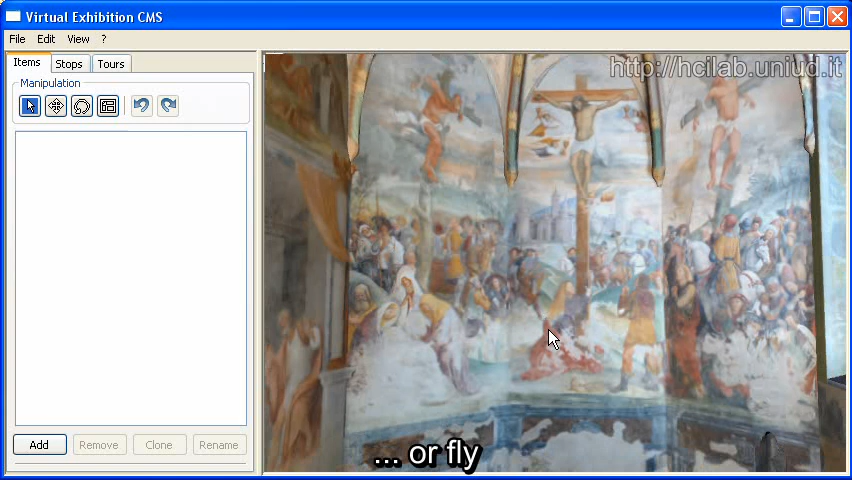 Virtual Exhibition CMS
File Edit View ?
Items Stops Tours
Manipulation
Add Remove Clone Rename
http://hcilab.uniud.it
... or fly